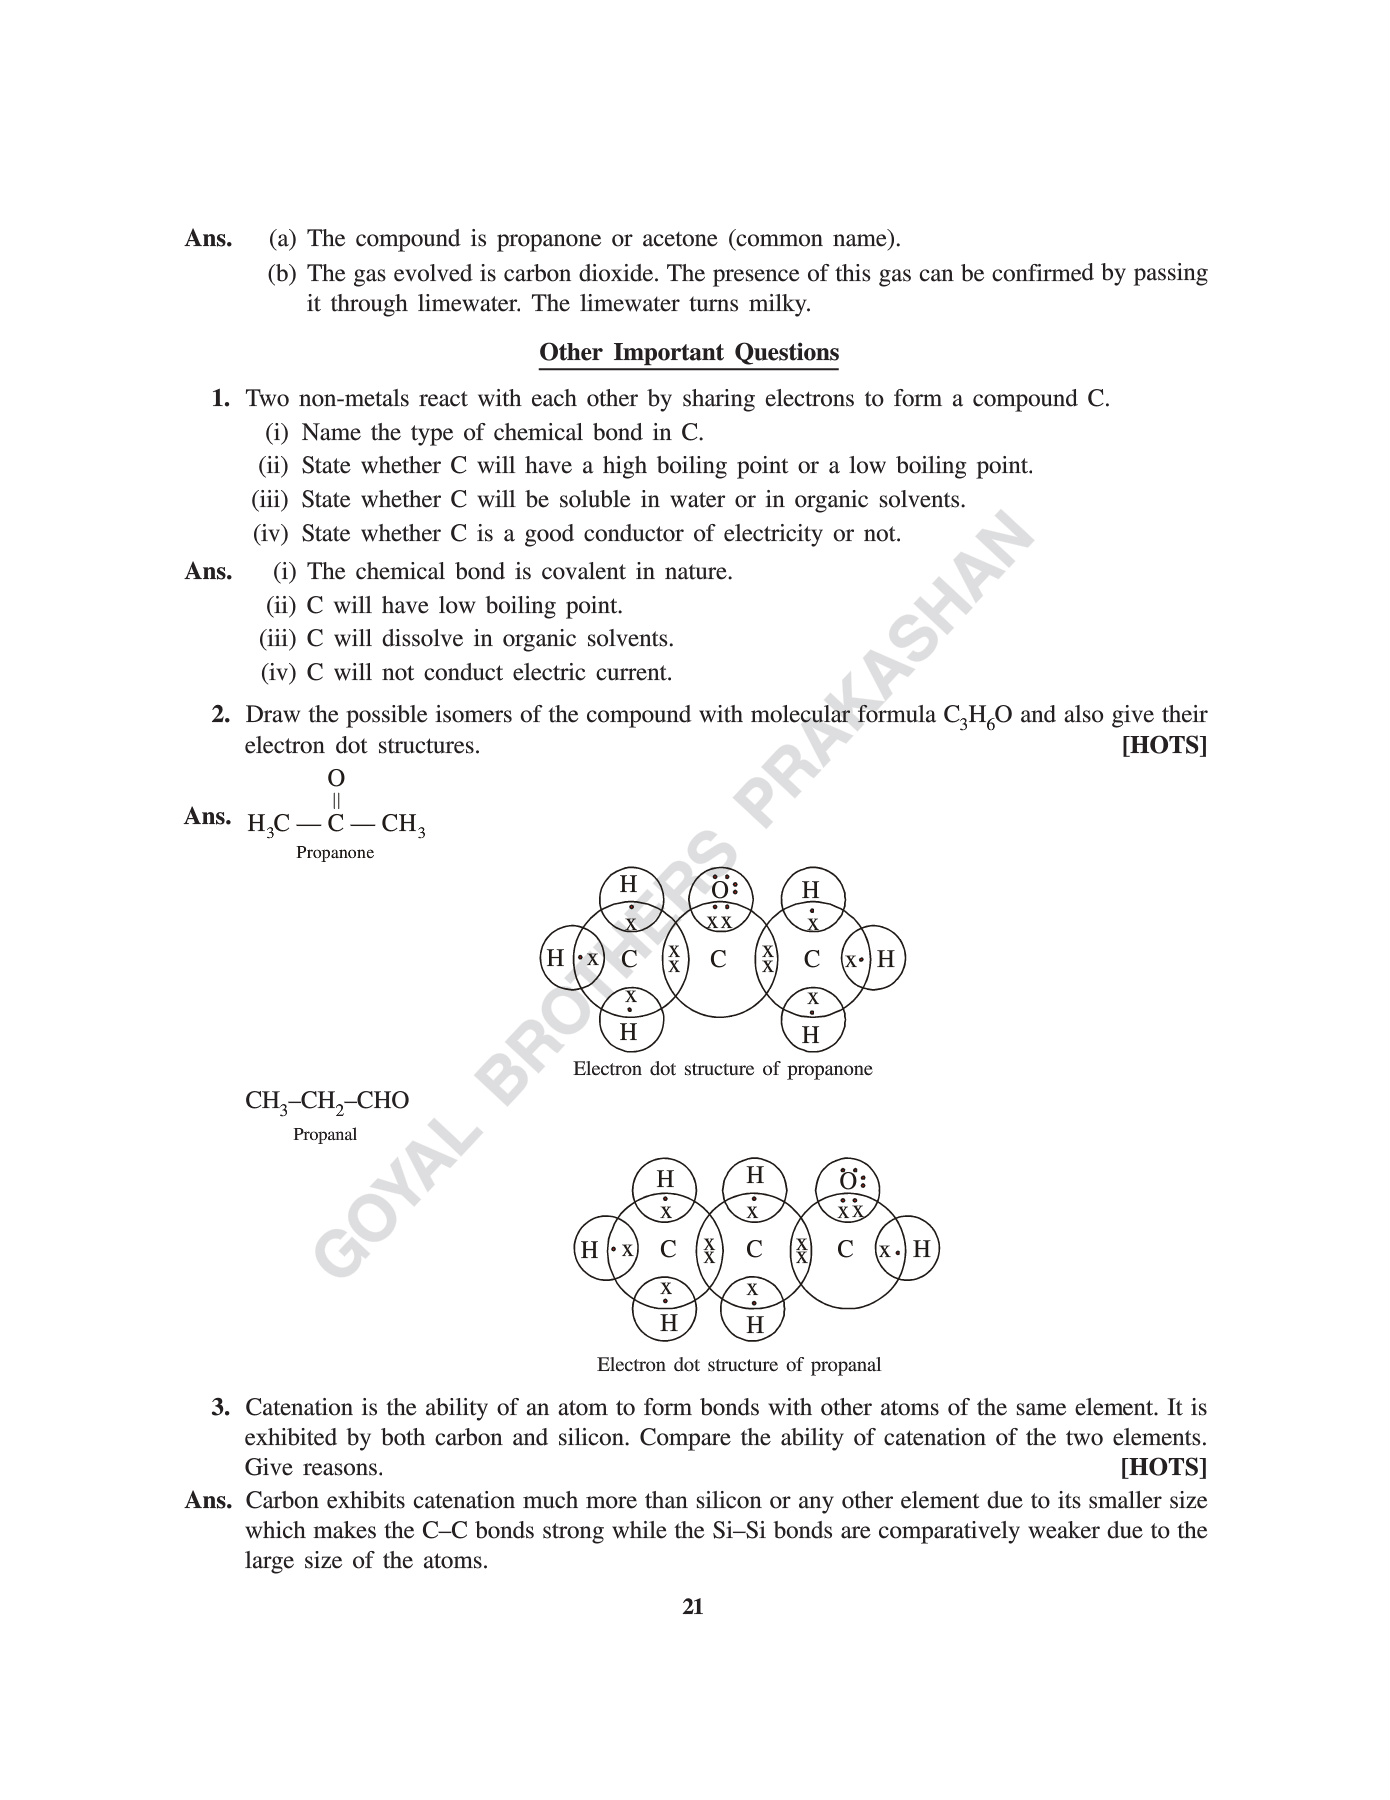 Ans. (a) The compound is propanone or acetone (common name).
(b) The gas evolved is carbon dioxide. The presence of this gas can be confirmed by passing
it through limewater. The limewater turns milky.
Other Important Questions
1. Two non-metals react with each other by sharing electrons to form a compound C.
(i) Name the type of chemical bond in C.
(ii) State whether C will have a high boiling point or a low boiling point.
(iii) State whether C will be soluble in water or in organic solvents.
(iv) State whether C is a good conductor of electricity or not.
Ans. (i) The chemical bond is covalent in nature.
(ii) C will have low boiling point.
(iii) C will dissolve in organic solvents.
(iv) C will not conduct electric current.
2. Draw the possible isomers of the compound with molecular formula C₃H₆O and also give their
electron dot structures. [HOTS]
O
||
Ans. H₃C — C — CH₃
Propanone
H O: H
x xx x
H x C x x C x x C x H
x x
H H
Electron dot structure of propanone
CH₃–CH₂–CHO
Propanal
H H O:
x x xx
H x C x x C x x C x H
x x
H H
Electron dot structure of propanal
3. Catenation is the ability of an atom to form bonds with other atoms of the same element. It is
exhibited by both carbon and silicon. Compare the ability of catenation of the two elements.
Give reasons. [HOTS]
Ans. Carbon exhibits catenation much more than silicon or any other element due to its smaller size
which makes the C–C bonds strong while the Si–Si bonds are comparatively weaker due to the
large size of the atoms.
21
GOYAL BROTHERS PRAKASHAN